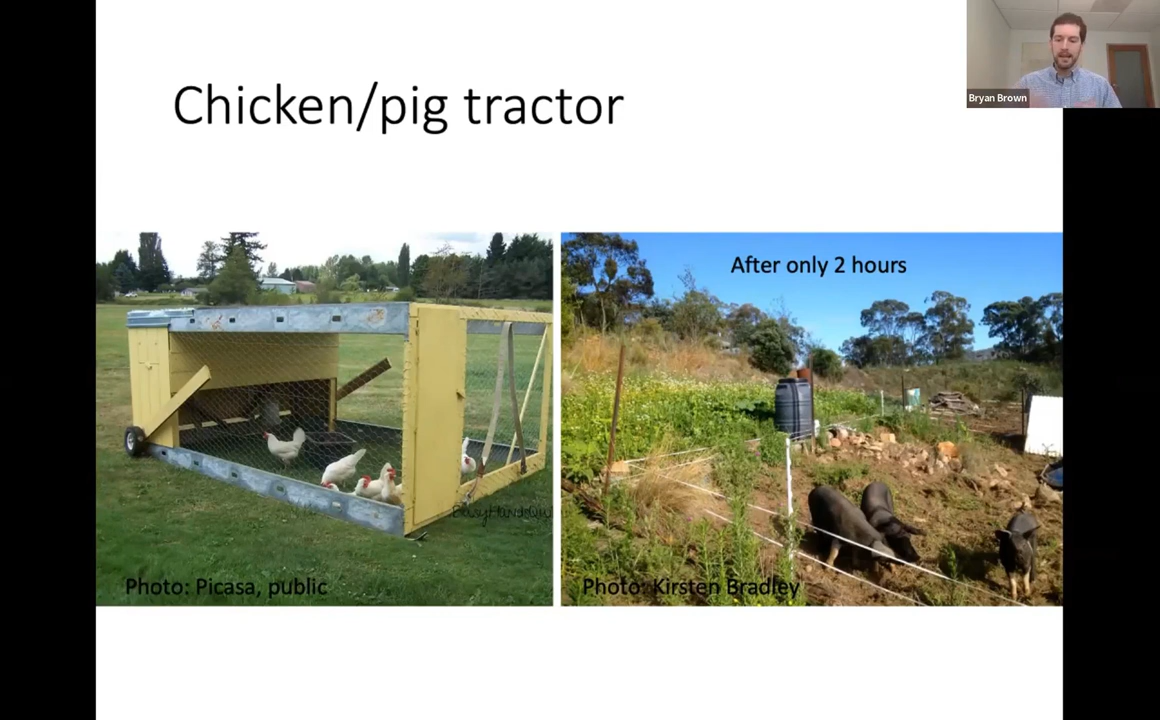 Bryan Brown
Chicken/pig tractor
After only 2 hours
Photo: Picasa, public
Photo: Kirsten Bradley